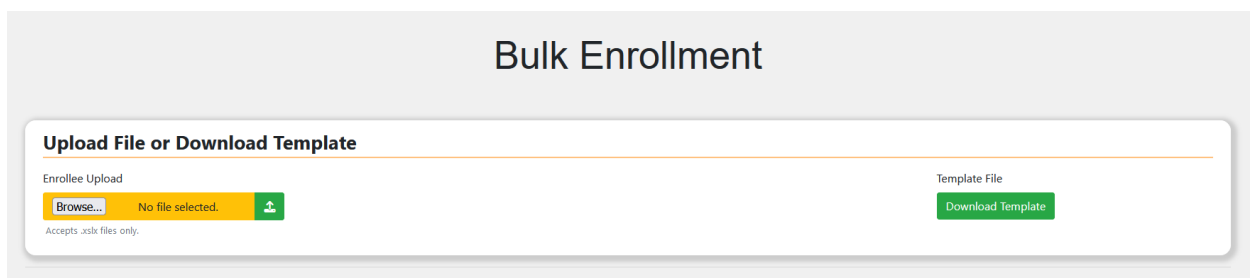 Bulk Enrollment
Upload File or Download Template
Enrollee Upload
Template File
Browse... No file selected.
Download Template
Accepts .xslx files only.